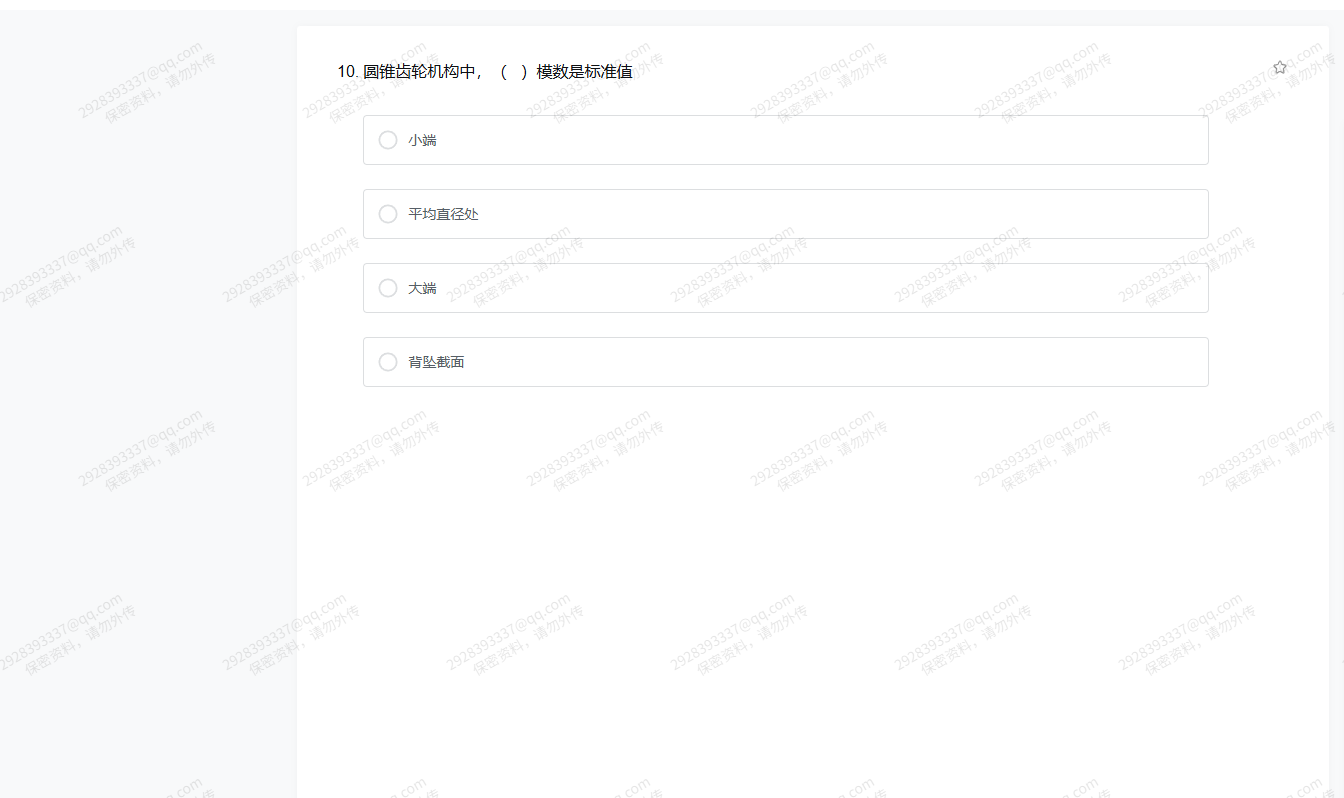 10. 圆锥齿轮机构中，（   ）模数是标准值
小端
平均直径处
大端
背坠截面
2928393337@qq.com
保密资料，请勿外传